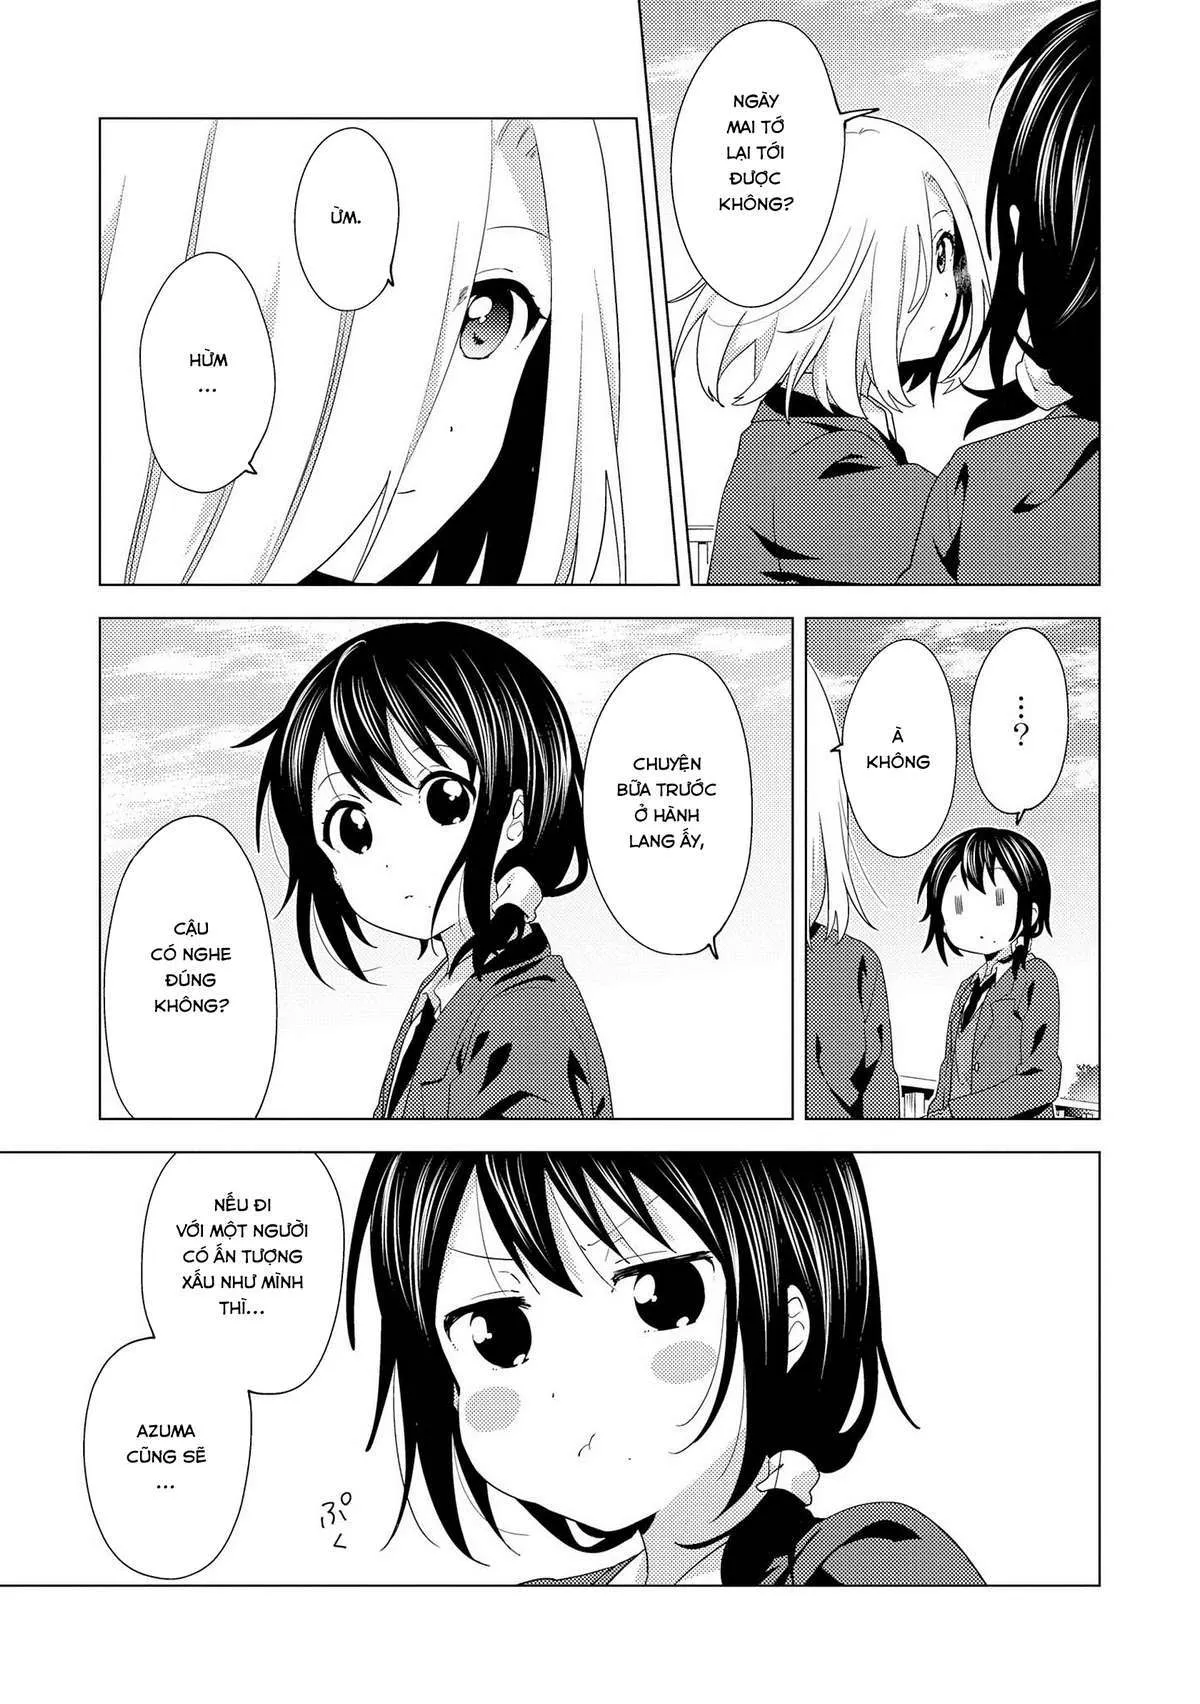 NGÀY
MAI TỚ
LẠI TỚI
ĐƯỢC
KHÔNG?
ỪM.
HỪM
...
...?
À
KHÔNG
CHUYỆN
BỮA TRƯỚC
Ở HÀNH
LANG ẤY,
CẬU
CÓ NGHE
ĐÚNG
KHÔNG?
NẾU ĐI
VỚI MỘT NGƯỜI
CÓ ẤN TƯỢNG
XẤU NHƯ MÌNH
THÌ...
AZUMA
CŨNG SẼ
...
ぷく